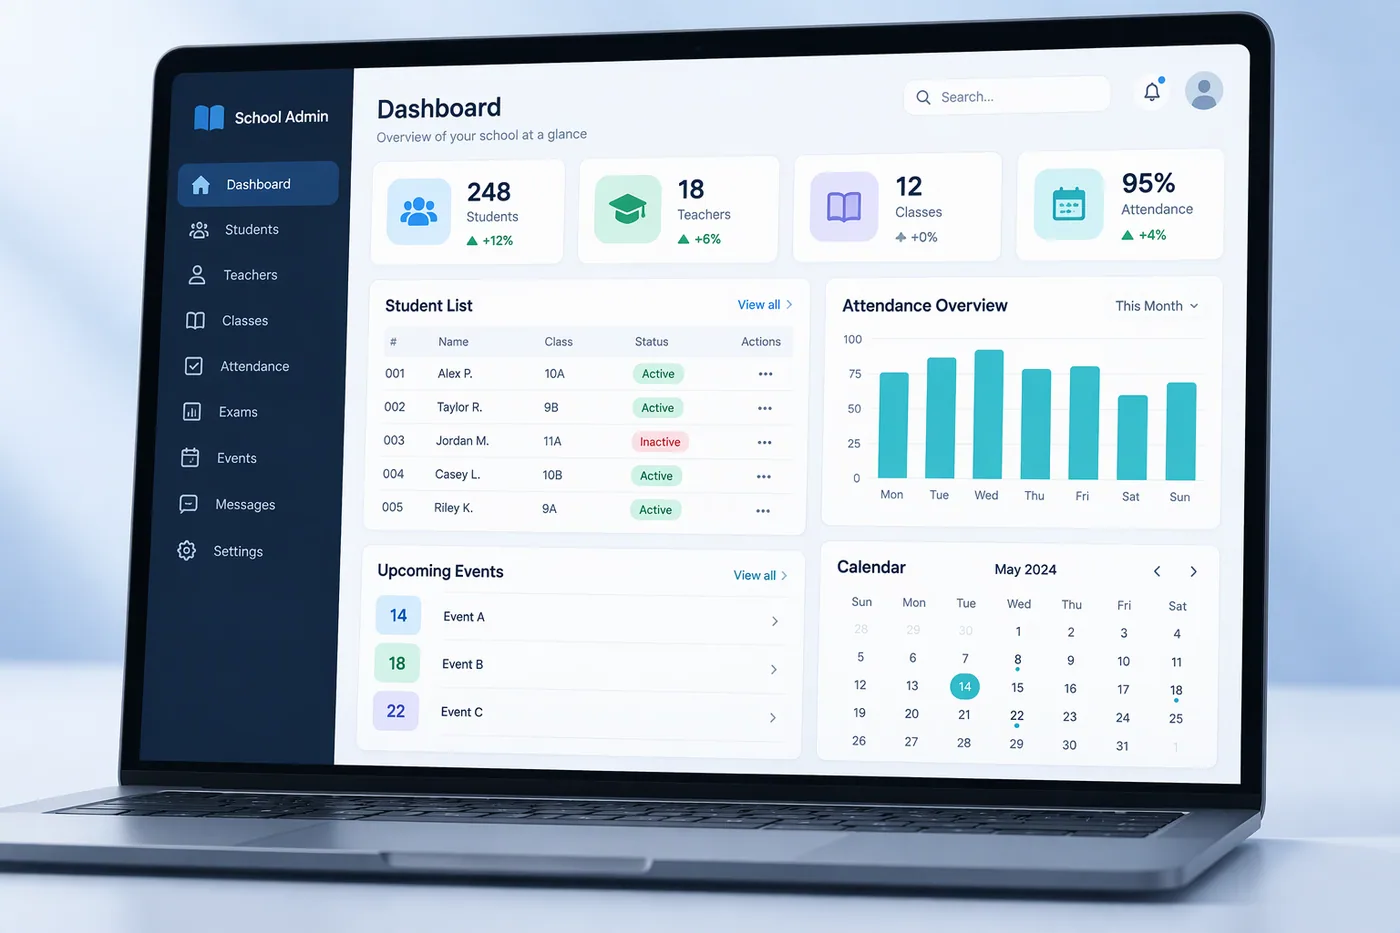 School Admin
Dashboard
Students
Teachers
Classes
Attendance
Exams
Events
Messages
Settings
Dashboard
Overview of your school at a glance
Search...
248
Students
+12%
18
Teachers
+6%
12
Classes
+0%
95%
Attendance
+4%
Student List
View all
# Name Class Status Actions
001 Alex P. 10A Active
002 Taylor R. 9B Active
003 Jordan M. 11A Inactive
004 Casey L. 10B Active
005 Riley K. 9A Active
Attendance Overview
This Month
100
75
50
25
0
Mon Tue Wed Thu Fri Sat Sun
Upcoming Events
View all
14 Event A
18 Event B
22 Event C
Calendar
May 2024
Sun Mon Tue Wed Thu Fri Sat
28 29 30 1 2 3 4
5 6 7 8 9 10 11
12 13 14 15 16 17 18
19 20 21 22 23 24 25
26 27 28 29 30 31 1